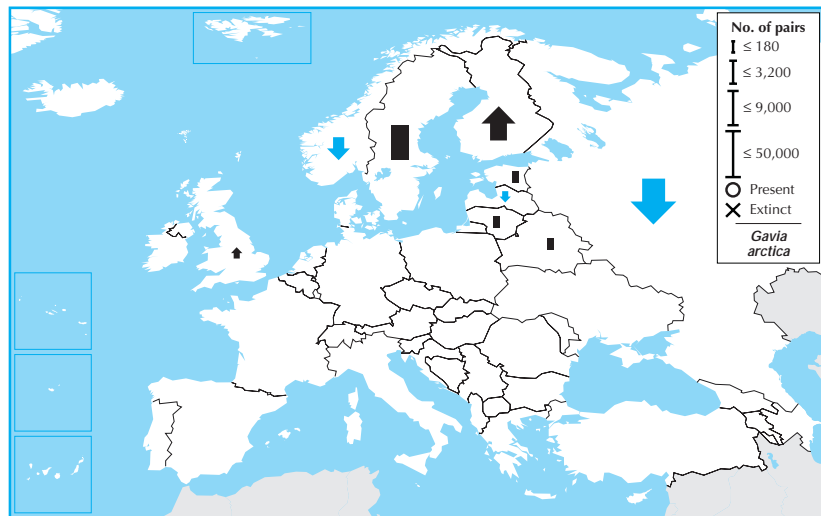 No. of pairs
≤ 180
≤ 3,200
≤ 9,000
≤ 50,000
Present
Extinct
Gavia
arctica